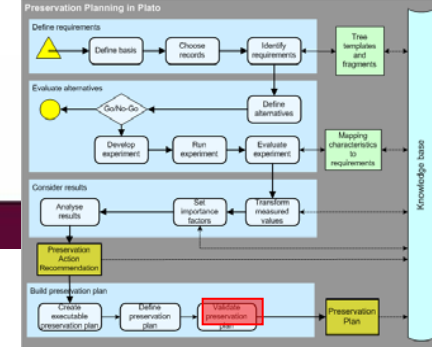 Preservation Planning in Plato
Define requirements
Define basis
Choose
records
Identify
requirements
Tree
templates
and
fragments
Evaluate alternatives
Go/No-Go
Define
alternatives
Develop
experiment
Run
experiment
Evaluate
experiment
Mapping
characteristics
to
requirements
Knowledge base
Consider results
Analyse
results
Set
importance
factors
Transform
measured
values
Preservation
Action
Recommendation
Build preservation plan
Create
executable
preservation plan
Define
preservation
plan
Validate
preservation
plan
Preservation
Plan